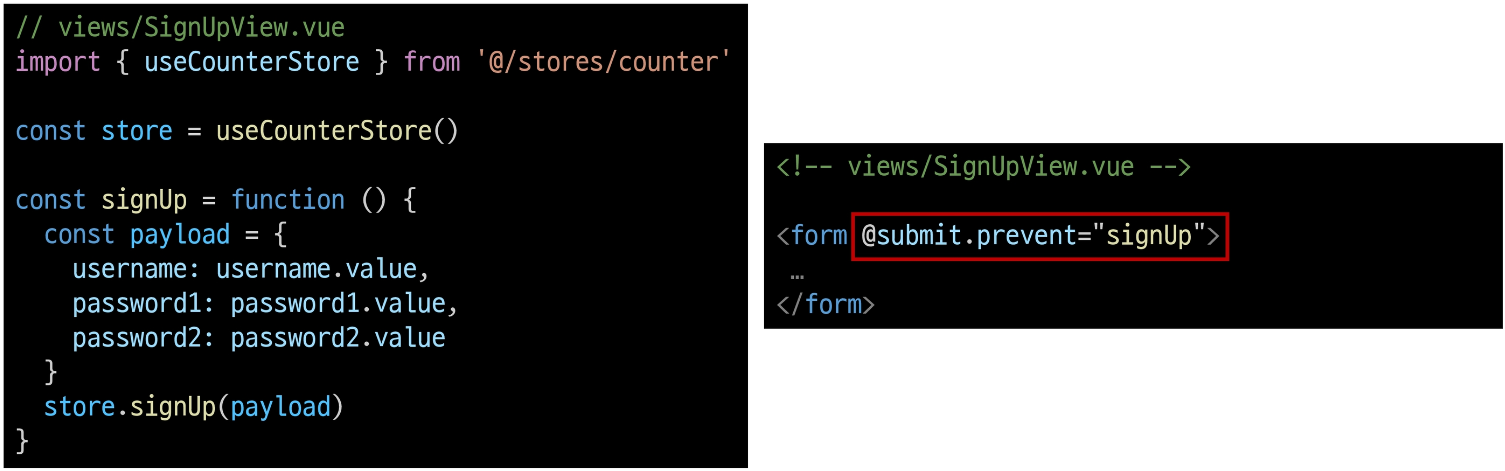 // views/SignUpView.vue
import { useCounterStore } from '@/stores/counter'
const store = useCounterStore()
const signUp = function () {
const payload = {
username: username.value,
password1: password1.value,
password2: password2.value
}
store.signUp(payload)
}
<!-- views/SignUpView.vue -->
<form @submit.prevent="signUp">
…
</form>